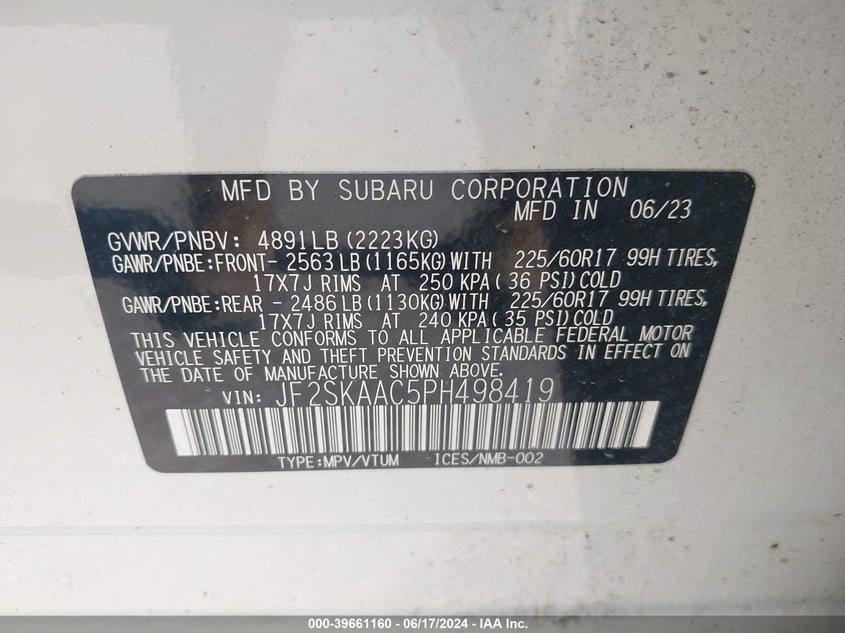 MFD BY SUBARU CORPORATION
MFD IN 06/23
GVWR/PNBV: 4891LB (2223KG)
GAWR/PNBE:FRONT- 2563LB (1165KG)WITH 225/60R17 99H TIRES,
17X7J RIMS AT 250 KPA( 36 PSI)COLD
GAWR/PNBE:REAR - 2486LB (1130KG)WITH 225/60R17 99H TIRES,
17X7J RIMS AT 240 KPA( 35 PSI)COLD
THIS VEHICLE CONFORMS TO ALL APPLICABLE FEDERAL MOTOR
VEHICLE SAFETY AND THEFT PREVENTION STANDARDS IN EFFECT ON
THE DATE OF MANUFACTURE SHOWN ABOVE.
VIN: JF2SKAAC5PH498419
TYPE:MPV/VTUM ICES/NMB-002
000-39661160 - 06/17/2024 - IAA Inc.